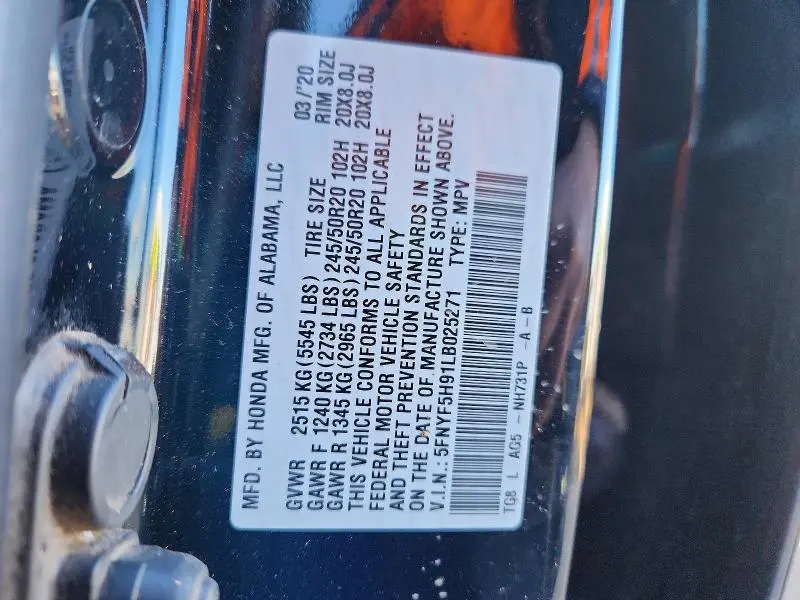 MFD. BY HONDA MFG. OF ALABAMA, LLC 03/'20
GVWR 2515 KG (5545 LBS) TIRE SIZE RIM SIZE
GAWR F 1240 KG (2734 LBS) 245/50R20 102H 20X8.0J
GAWR R 1345 KG (2965 LBS) 245/50R20 102H 20X8.0J
THIS VEHICLE CONFORMS TO ALL APPLICABLE
FEDERAL MOTOR VEHICLE SAFETY
AND THEFT PREVENTION STANDARDS IN EFFECT
ON THE DATE OF MANUFACTURE SHOWN ABOVE.
V.I.N.: 5FNYF5H91LB025271 TYPE: MPV
TG8 L AG5 - NH731P -A-B